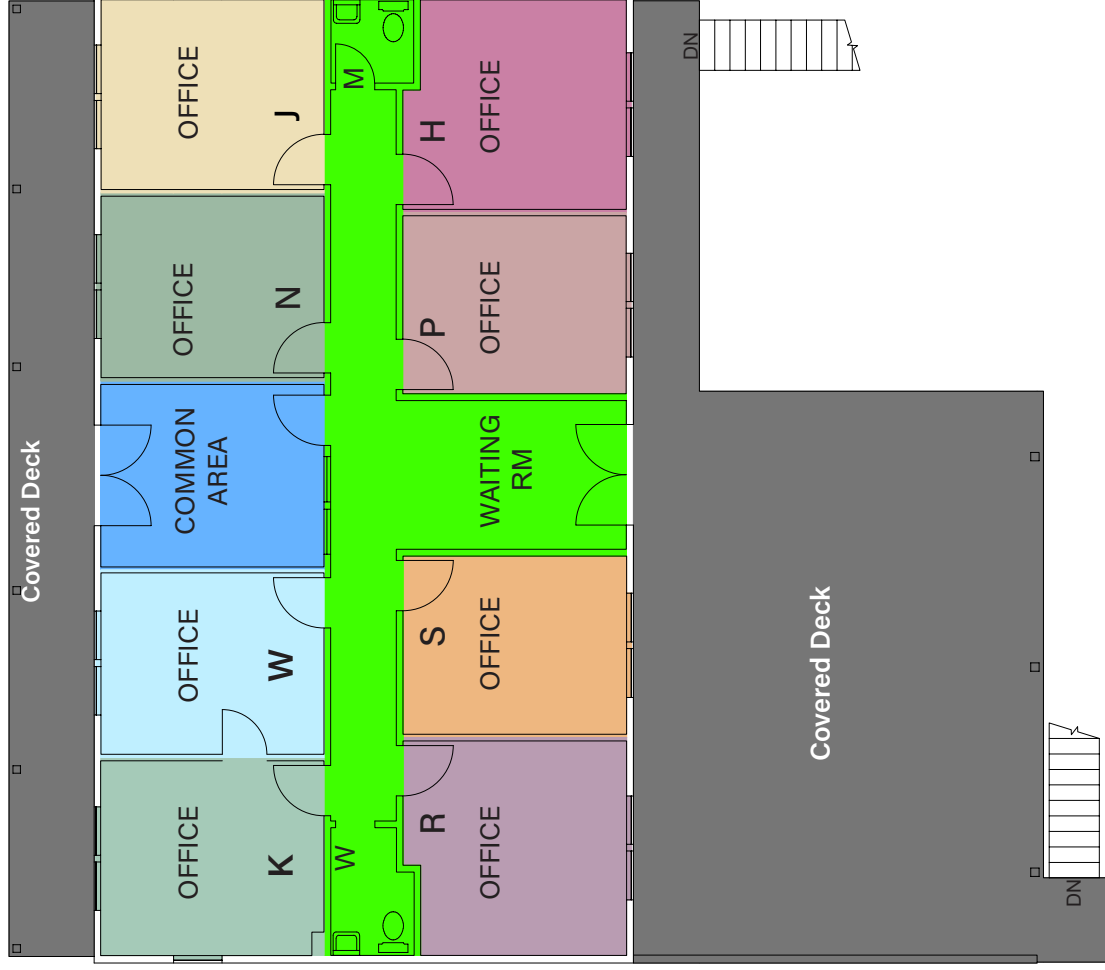 Covered Deck
OFFICE
K
OFFICE
W
COMMON
AREA
OFFICE
N
OFFICE
J
W
M
R
OFFICE
S
OFFICE
WAITING
RM
P
OFFICE
H
OFFICE
DN
Covered Deck
DN